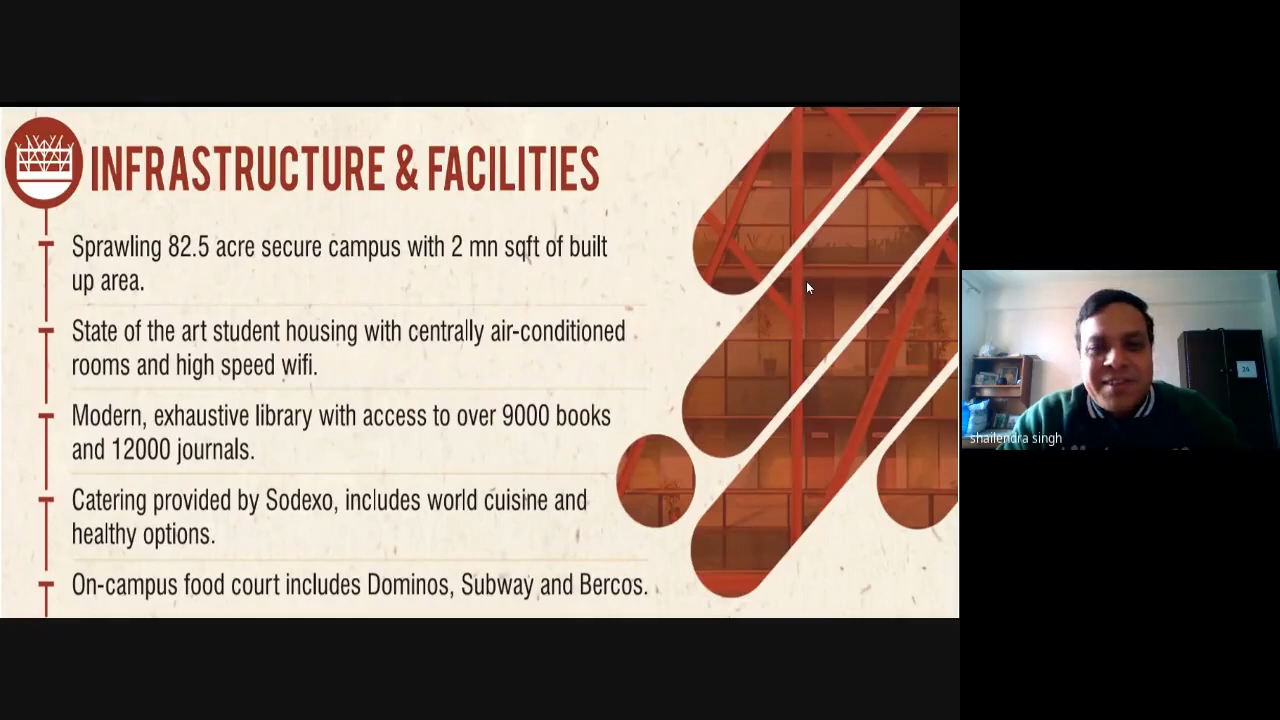 INFRASTRUCTURE & FACILITIES
Sprawling 82.5 acre secure campus with 2 mn sqft of built
up area.
State of the art student housing with centrally air-conditioned
rooms and high speed wifi.
Modern, exhaustive library with access to over 9000 books
and 12000 journals.
Catering provided by Sodexo, includes world cuisine and
healthy options.
On-campus food court includes Dominos, Subway and Bercos.
shailendra singh